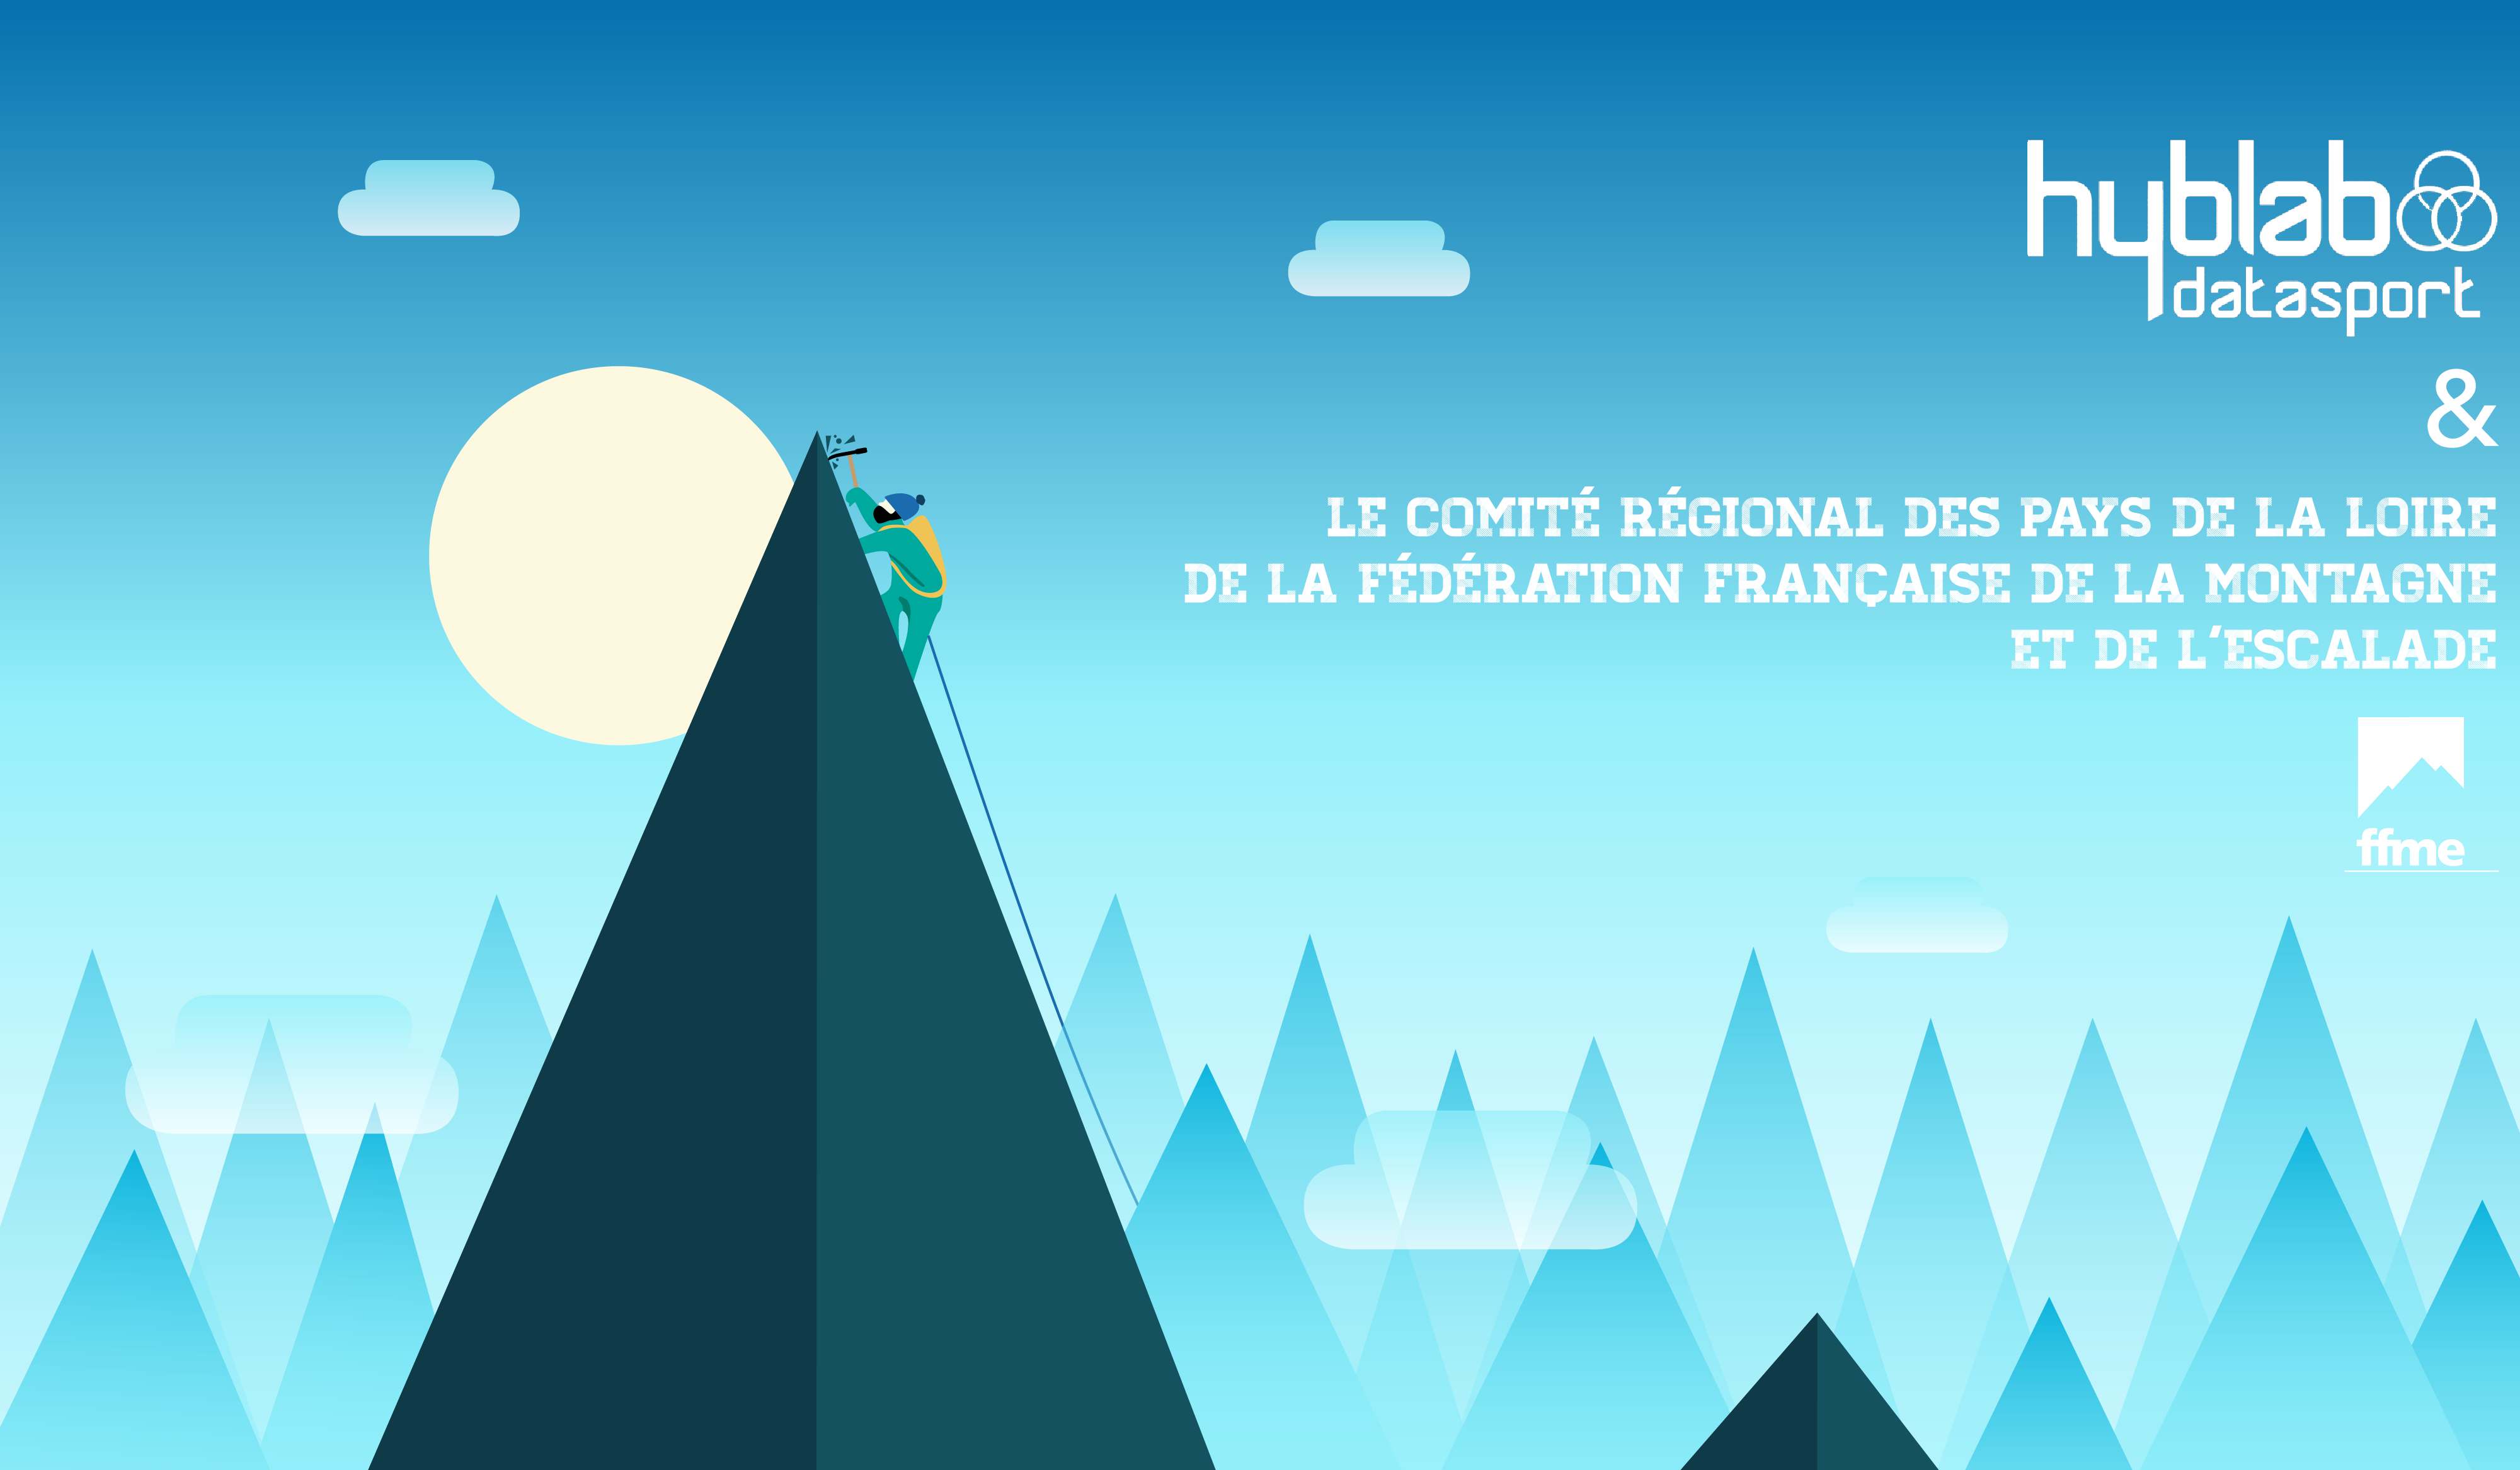 hyblab
datasport
&
LE COMITÉ RÉGIONAL DES PAYS DE LA LOIRE
DE LA FÉDÉRATION FRANÇAISE DE LA MONTAGNE
ET DE L'ESCALADE
ffme